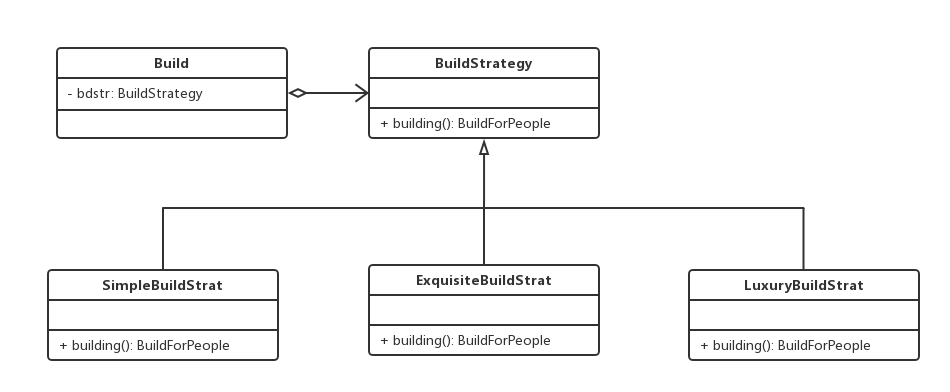 Build
- bdstr: BuildStrategy
BuildStrategy
+ building(): BuildForPeople
SimpleBuildStrat
+ building(): BuildForPeople
ExquisiteBuildStrat
+ building(): BuildForPeople
LuxuryBuildStrat
+ building(): BuildForPeople